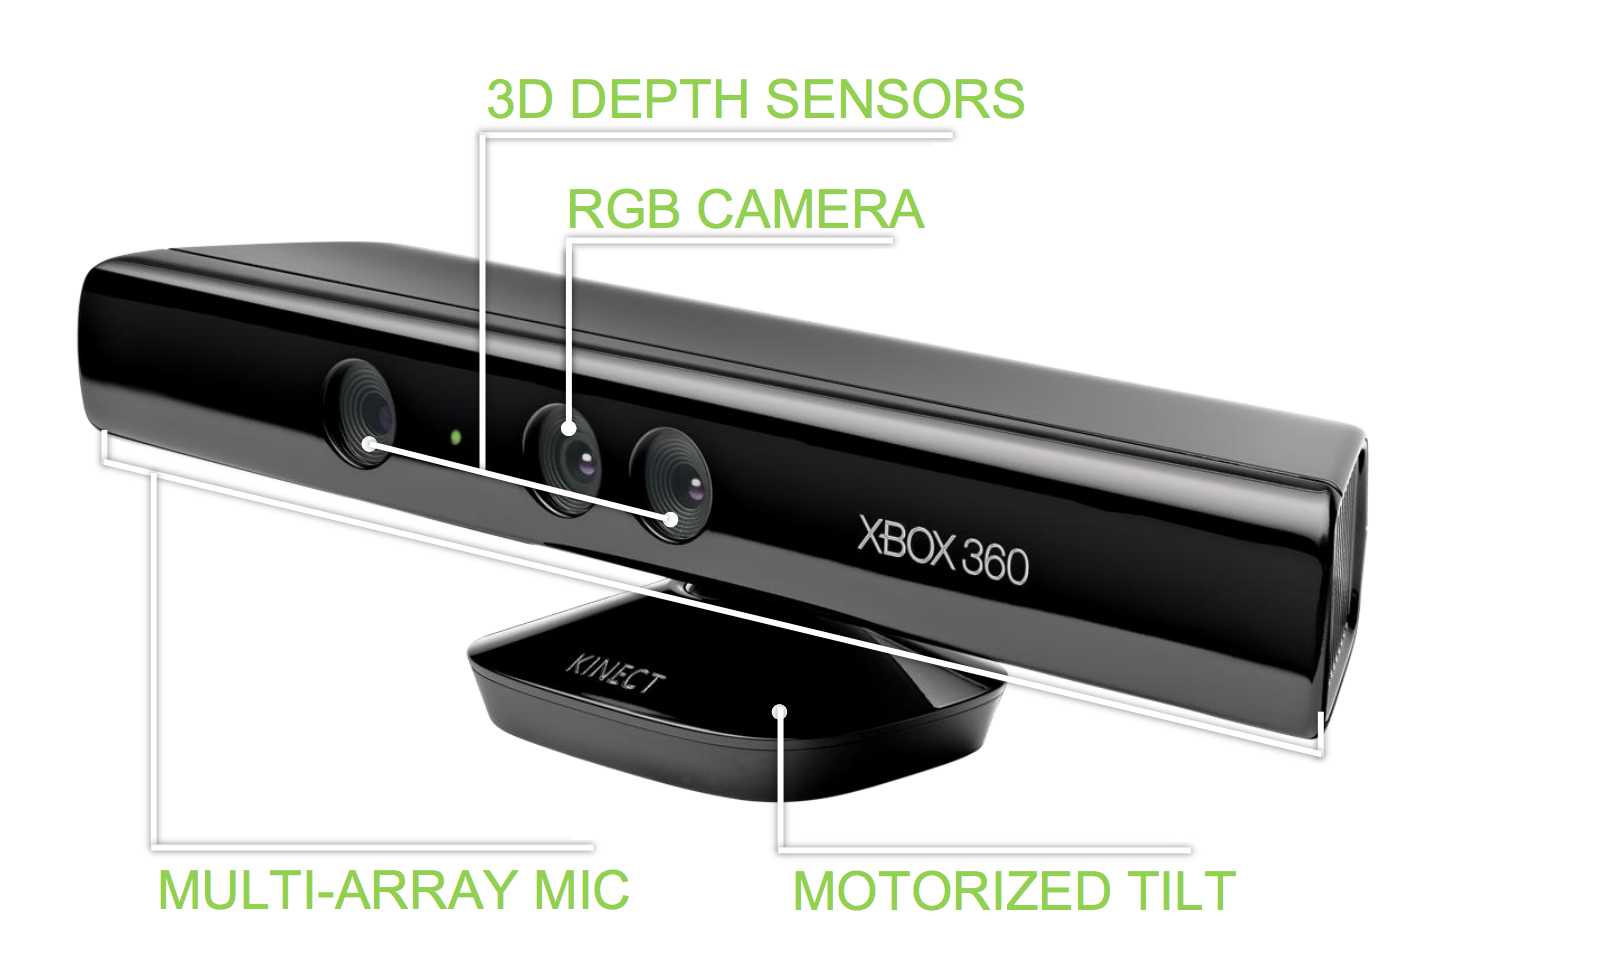 3D DEPTH SENSORS
RGB CAMERA
XBOX 360
KINECT
MULTI-ARRAY MIC
MOTORIZED TILT